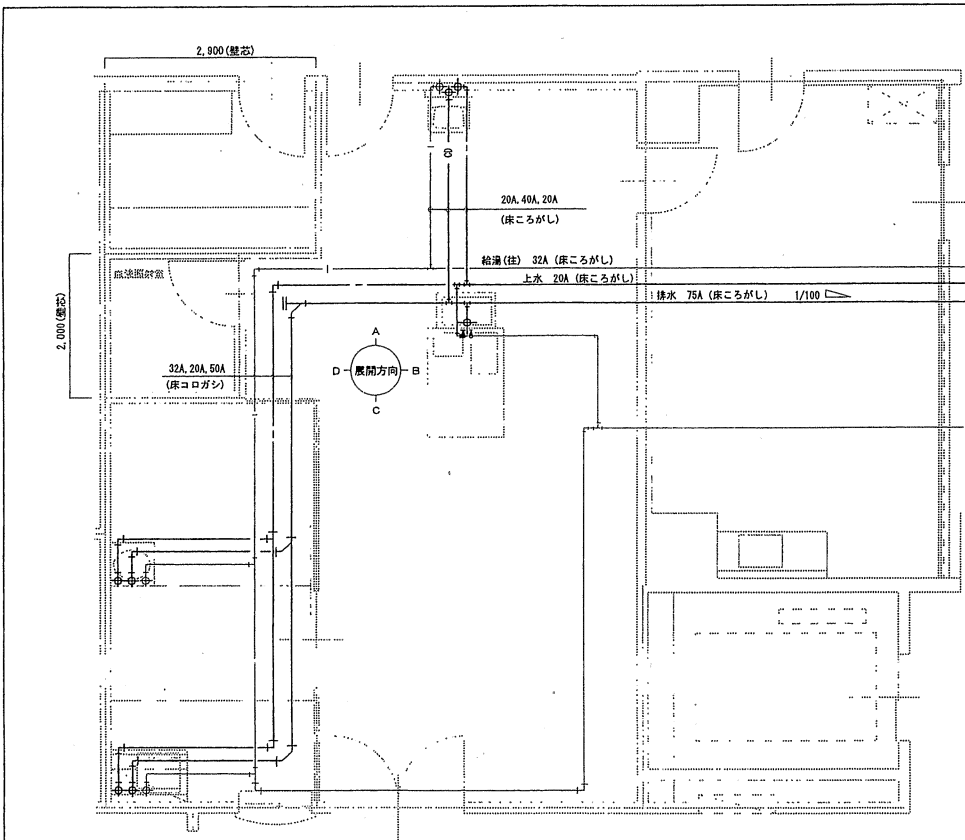 2,900(壁芯)
20A,40A,20A
(床ころがし)
給湯(往) 32A (床ころがし)
上水 20A (床ころがし)
排水 75A (床ころがし) 1/100
2,000(壁芯)
32A,20A,50A
(床コロガシ)
A
D 展開方向 B
C